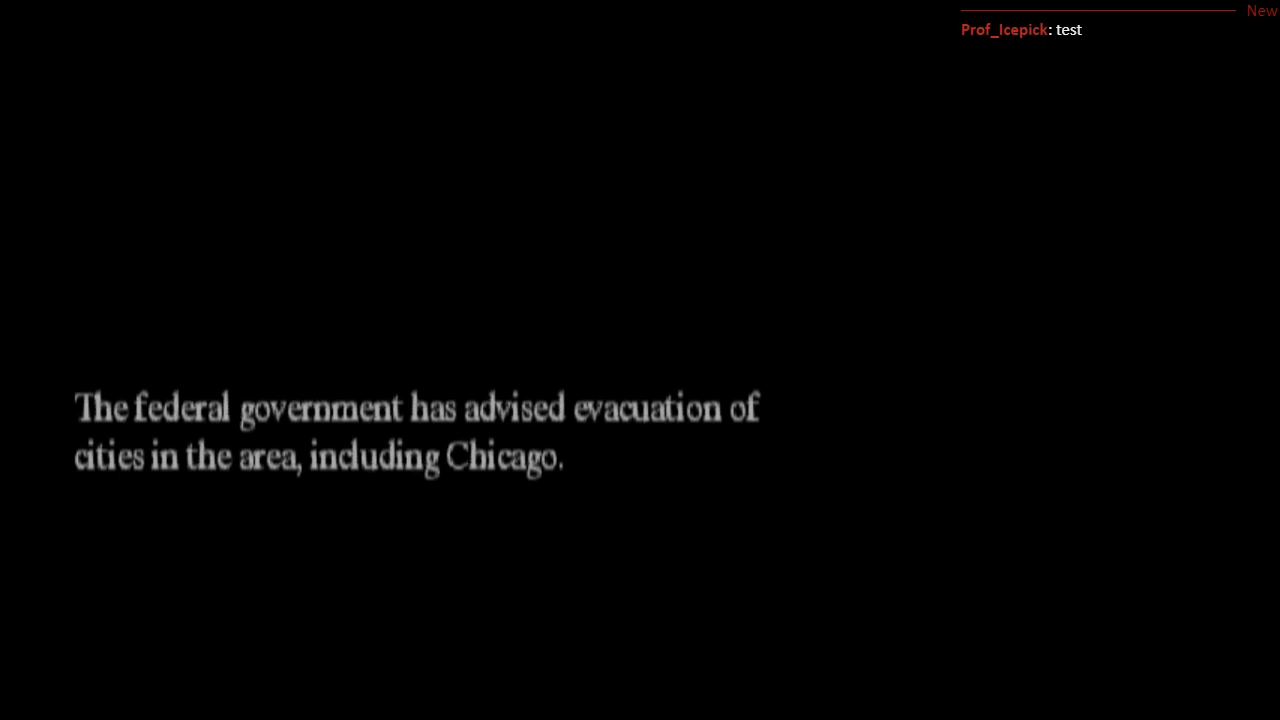 New
Prof_Icepick: test
The federal government has advised evacuation of
cities in the area, including Chicago.